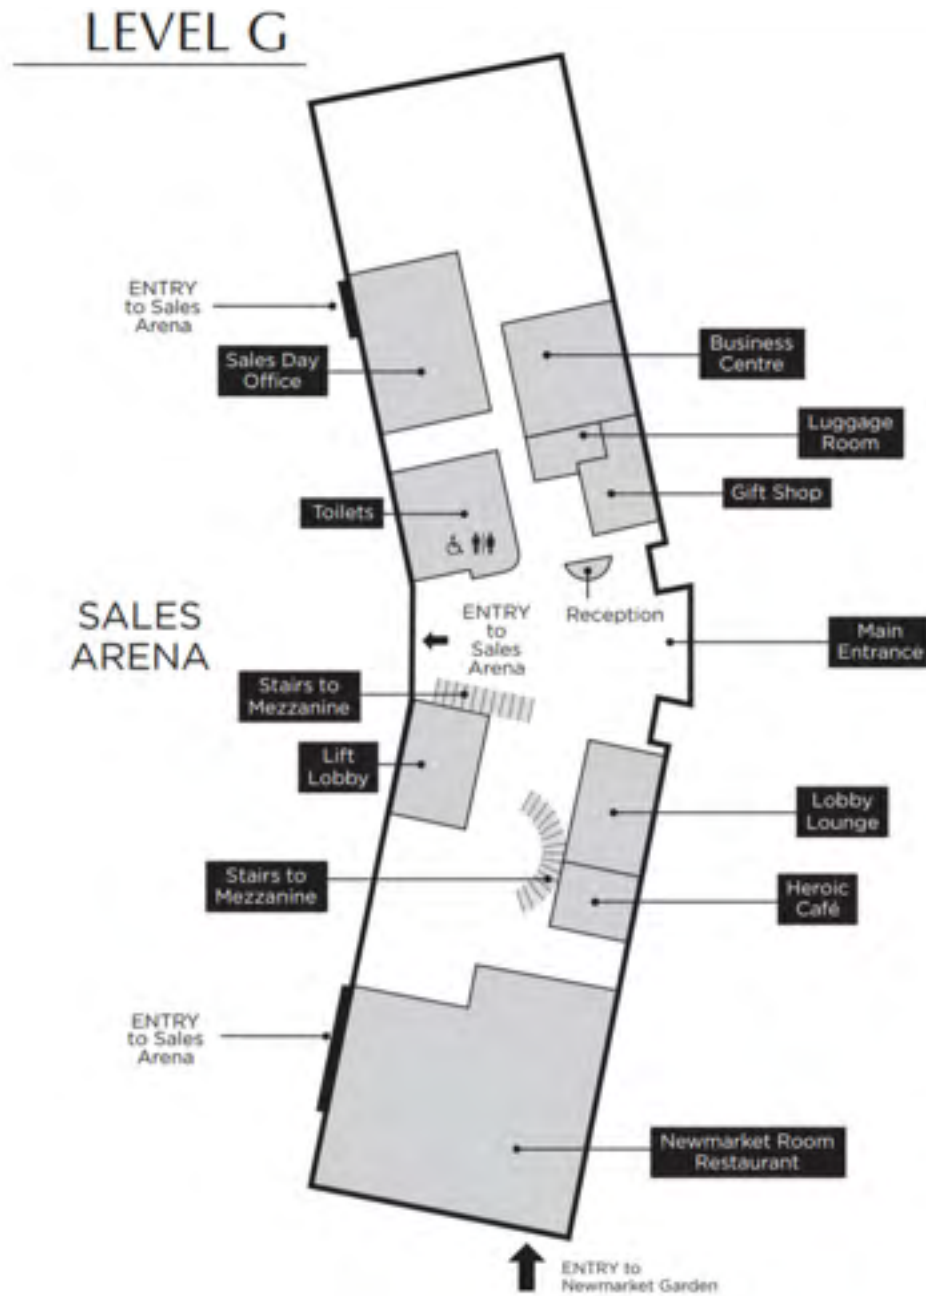 LEVEL G
ENTRY
to Sales
Arena
Sales Day
Office
Business
Centre
Luggage
Room
Gift Shop
Toilets
Reception
SALES
ARENA
ENTRY
to
Sales
Arena
Main
Entrance
Stairs to
Mezzanine
Lift
Lobby
Lobby
Lounge
Stairs to
Mezzanine
Heroic
Café
ENTRY
to Sales
Arena
Newmarket Room
Restaurant
ENTRY to
Newmarket Garden